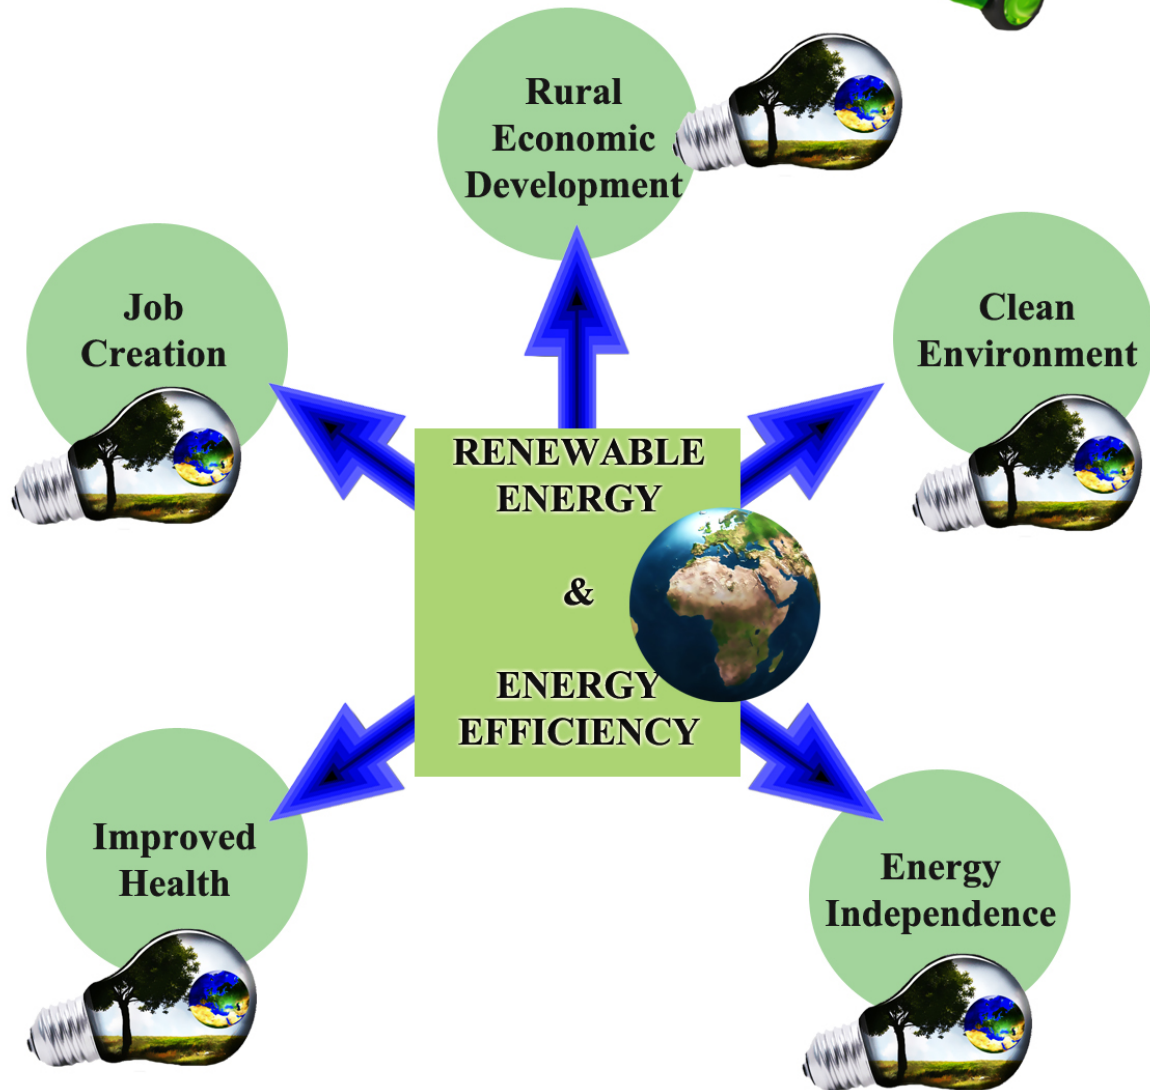 Rural
Economic
Development
Job
Creation
Clean
Environment
RENEWABLE
ENERGY
&
ENERGY
EFFICIENCY
Improved
Health
Energy
Independence